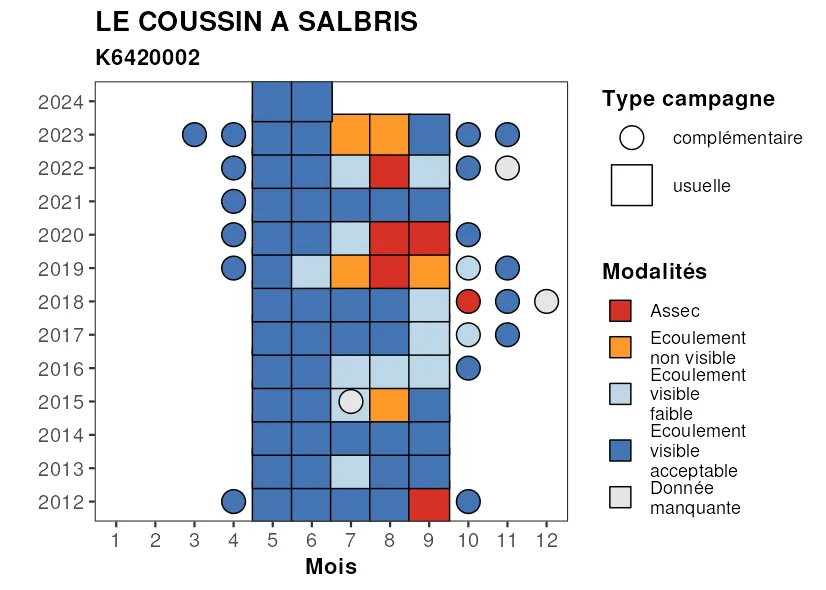 LE COUSSIN A SALBRIS
K6420002
2024
2023
2022
2021
2020
2019
2018
2017
2016
2015
2014
2013
2012
1 2 3 4 5 6 7 8 9 10 11 12
Mois
Type campagne
complémentaire
usuelle
Modalités
Assec
Ecoulement
non visible
Ecoulement
visible
faible
Ecoulement
visible
acceptable
Donnée
manquante